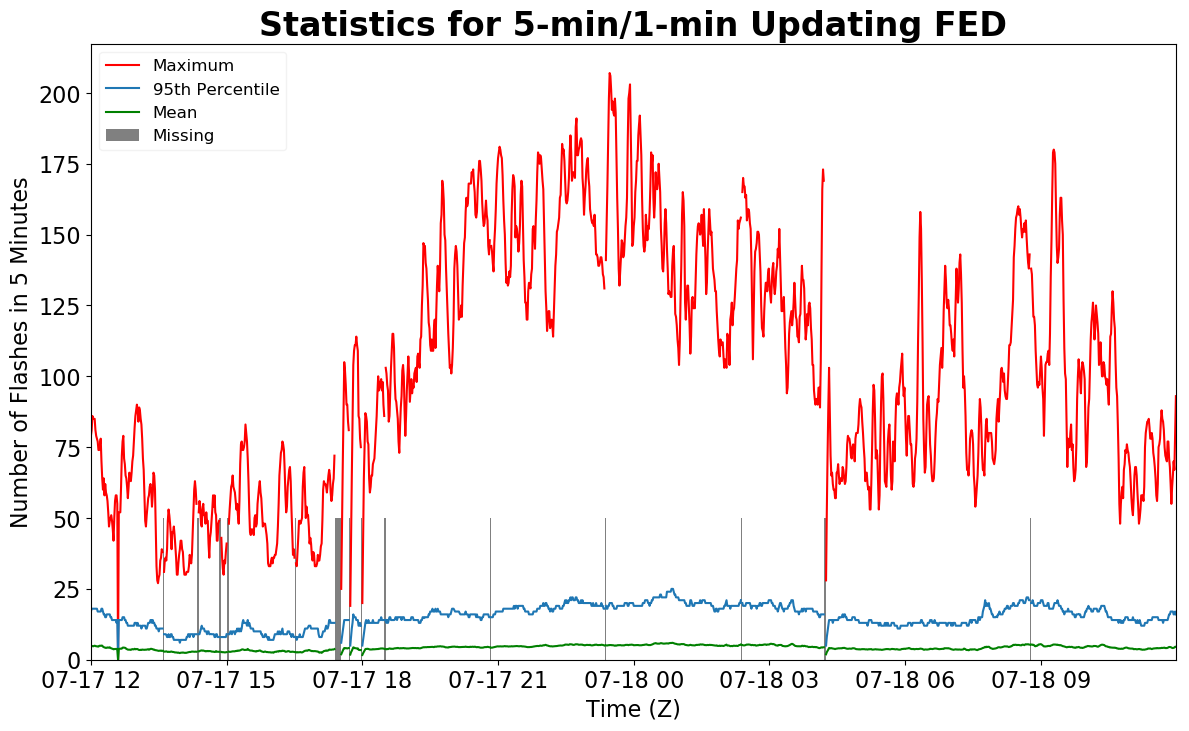 Statistics for 5-min/1-min Updating FED
Maximum
95th Percentile
Mean
Missing
Number of Flashes in 5 Minutes
200
175
150
125
100
75
50
25
0
07-17 12
07-17 15
07-17 18
07-17 21
07-18 00
07-18 03
07-18 06
07-18 09
Time (Z)